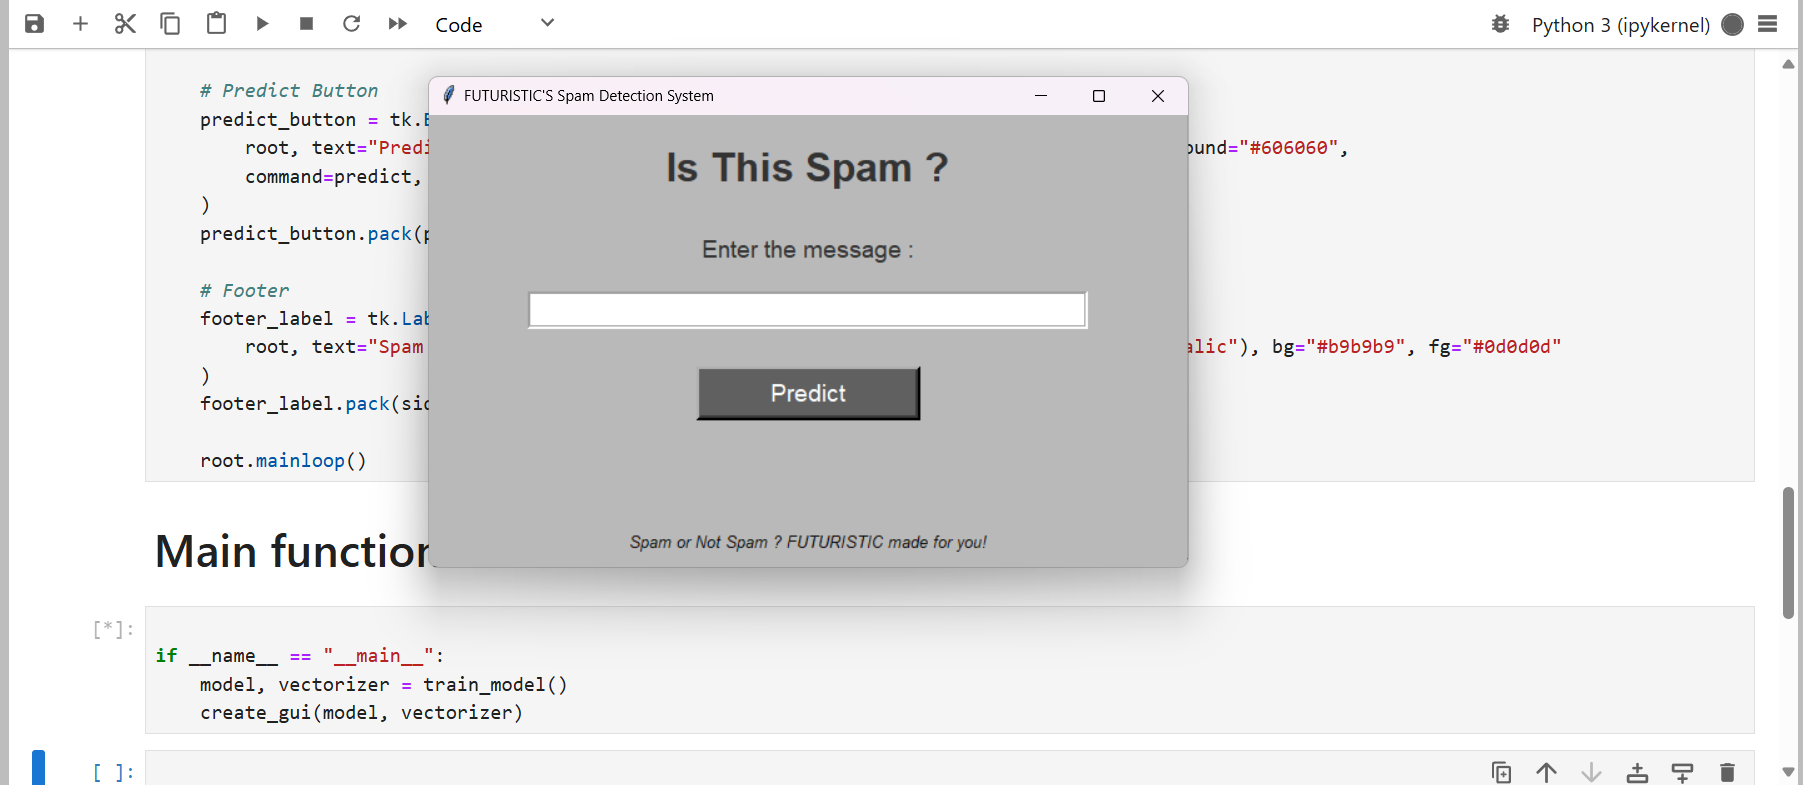 Code
Python 3 (ipykernel)
# Predict Button
predict_button = tk.
root, text="Predi
ound="#606060",
command=predict,
)
predict_button.pack(
# Footer
footer_label = tk.Lab
root, text="Spam
alic"), bg="#b9b9b9", fg="#0d0d0d"
)
footer_label.pack(sid
root.mainloop()
FUTURISTIC'S Spam Detection System
Is This Spam ?
Enter the message :
Predict
Spam or Not Spam ? FUTURISTIC made for you!
Main function
[*]:
if __name__ == "__main__":
model, vectorizer = train_model()
create_gui(model, vectorizer)
[ ]: